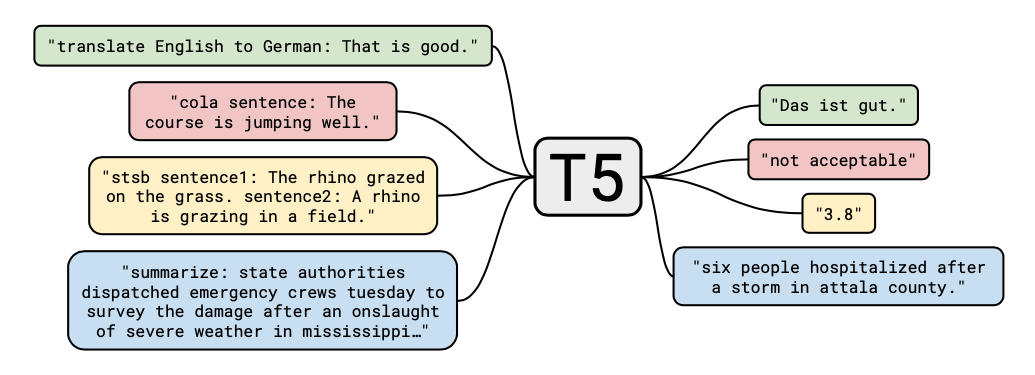 "translate English to German: That is good."
"cola sentence: The
course is jumping well."
"stsb sentence1: The rhino grazed
on the grass. sentence2: A rhino
is grazing in a field."
"summarize: state authorities
dispatched emergency crews tuesday to
survey the damage after an onslaught
of severe weather in mississippi…"
T5
"Das ist gut."
"not acceptable"
"3.8"
"six people hospitalized after
a storm in attala county."